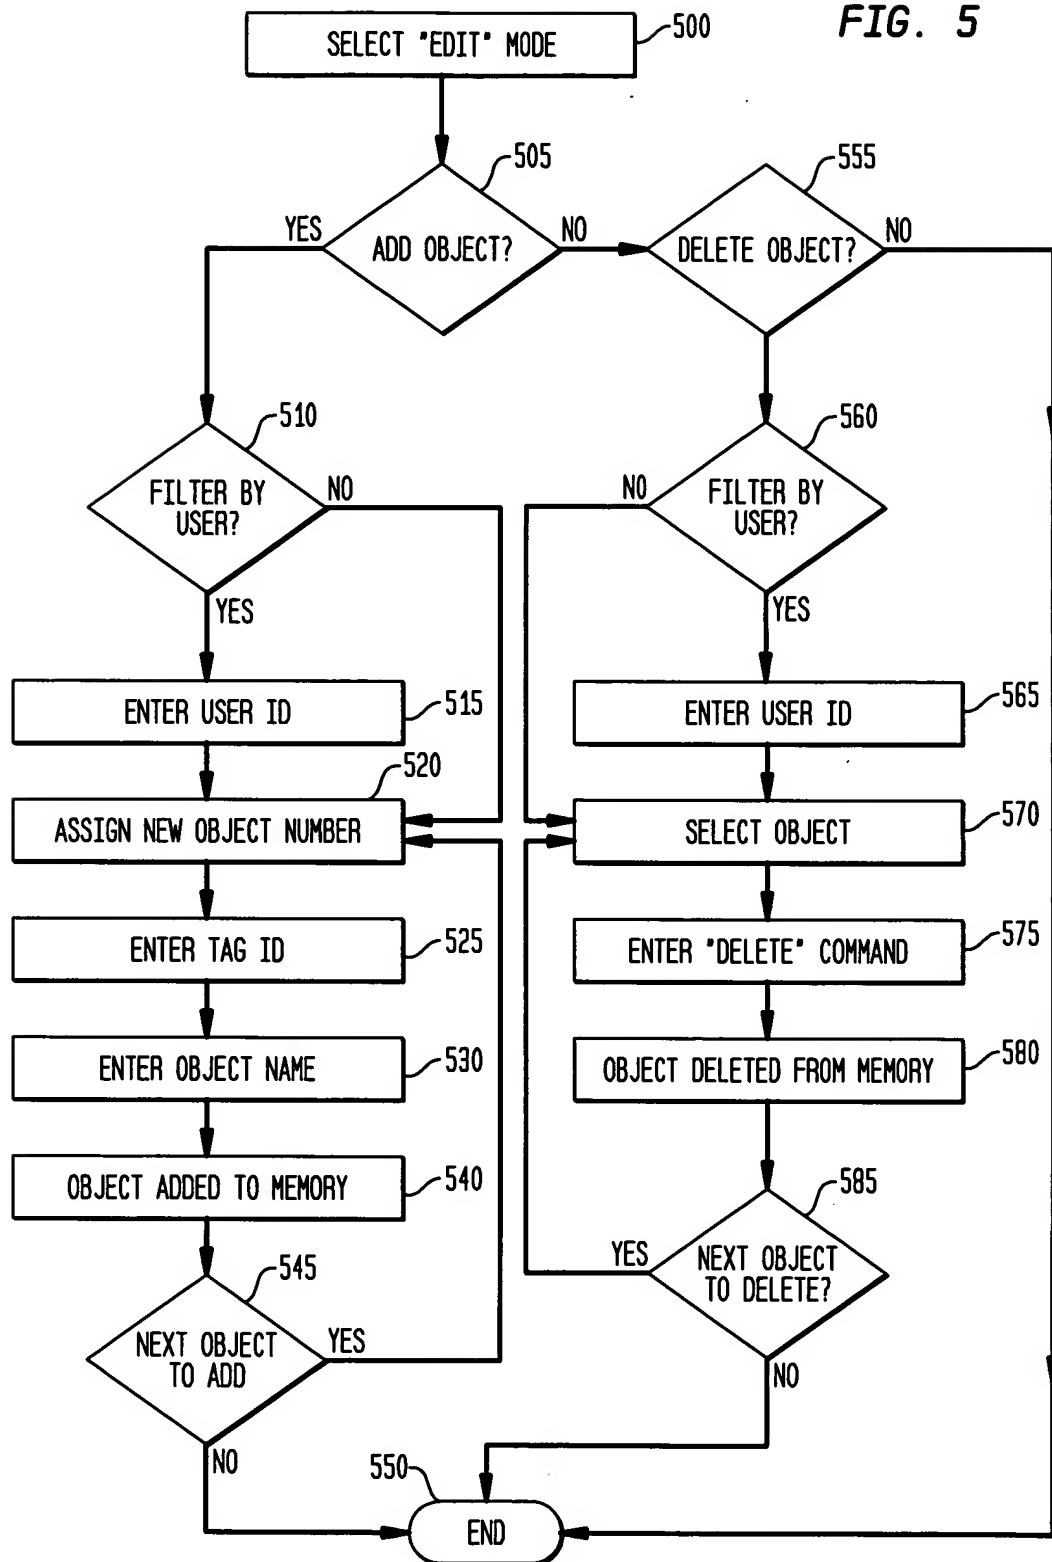 FIG. 5
SELECT "EDIT" MODE
500
505
ADD OBJECT?
YES
NO
555
DELETE OBJECT?
NO
510
FILTER BY
USER?
NO
YES
560
FILTER BY
USER?
NO
YES
ENTER USER ID
515
ENTER USER ID
565
520
ASSIGN NEW OBJECT NUMBER
SELECT OBJECT
570
ENTER TAG ID
525
ENTER "DELETE" COMMAND
575
ENTER OBJECT NAME
530
OBJECT DELETED FROM MEMORY
580
OBJECT ADDED TO MEMORY
540
585
NEXT OBJECT
TO DELETE?
YES
NO
545
NEXT OBJECT
TO ADD
YES
NO
550
END